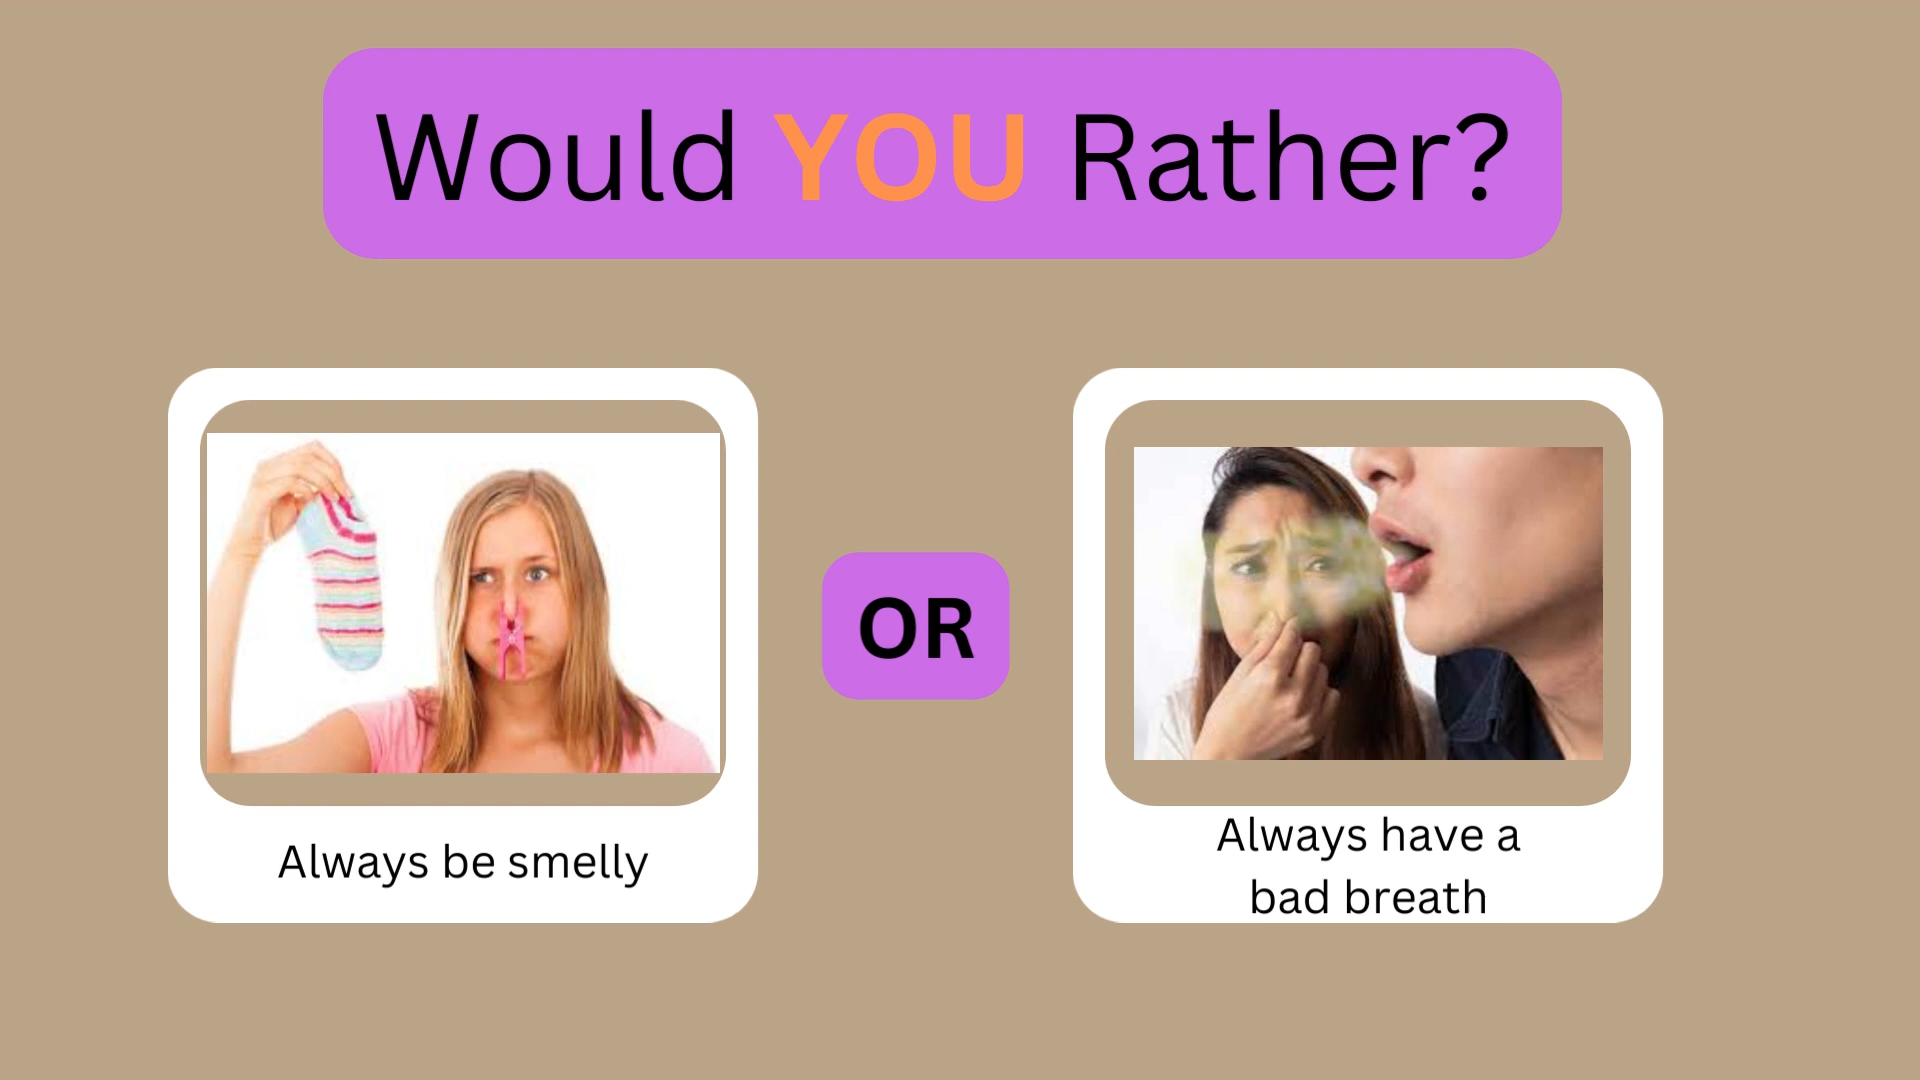 Would YOU Rather?
OR
Always be smelly
Always have a
bad breath